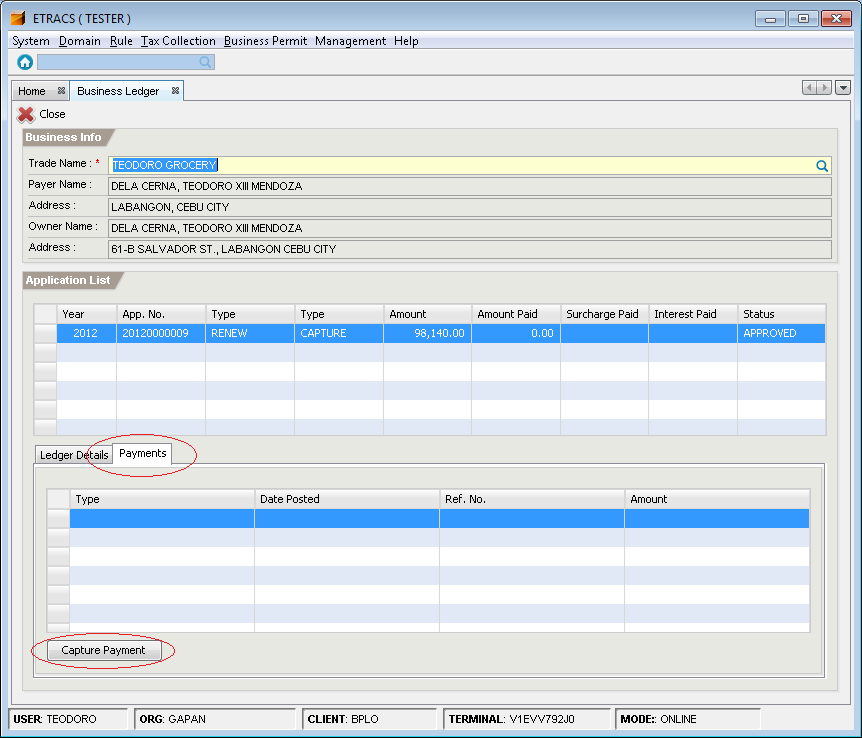 ETRACS ( TESTER )
System Domain Rule Tax Collection Business Permit Management Help
Home Business Ledger
Close
Business Info
Trade Name : * TEODORO GROCERY
Payer Name : DELA CERNA, TEODORO XIII MENDOZA
Address : LABANGON, CEBU CITY
Owner Name : DELA CERNA, TEODORO XIII MENDOZA
Address : 61-B SALVADOR ST., LABANGON CEBU CITY
Application List
Year App. No. Type Type Amount Amount Paid Surcharge Paid Interest Paid Status
2012 20120000009 RENEW CAPTURE 98,140.00 0.00 APPROVED
Ledger Details Payments
Type Date Posted Ref. No. Amount
Capture Payment
USER: TEODORO ORG: GAPAN CLIENT: BPLO TERMINAL: V1EVV792J0 MODE:: ONLINE